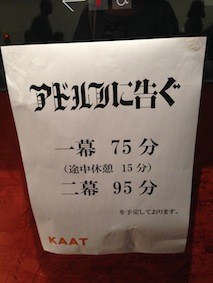 アドルフに告ぐ
一幕 75分
(途中休憩 15分)
二幕 95分
を予定しております。
KAAT